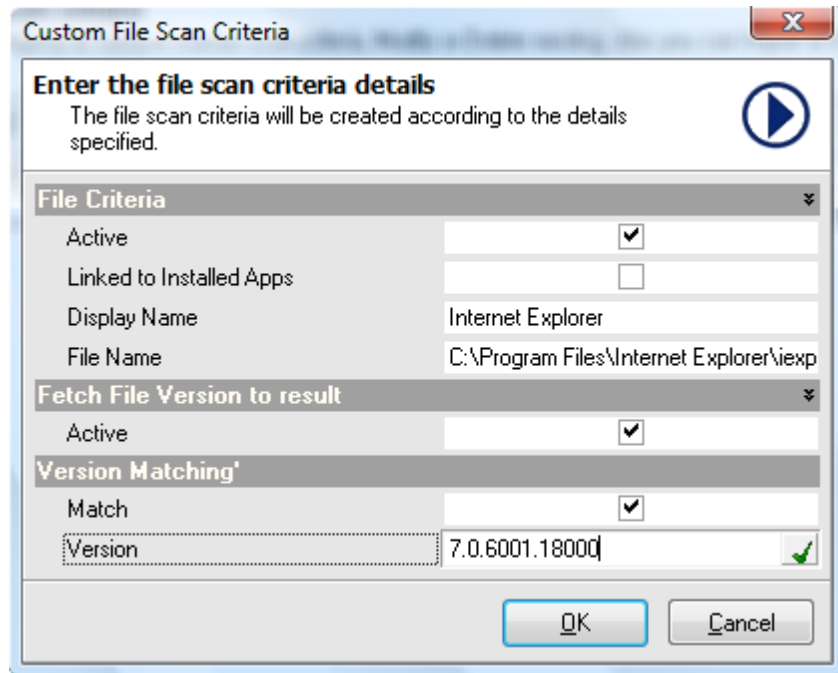 Custom File Scan Criteria
Enter the file scan criteria details
The file scan criteria will be created according to the details
specified.
File Criteria
Active
Linked to Installed Apps
Display Name Internet Explorer
File Name C:\Program Files\Internet Explorer\iexp
Fetch File Version to result
Active
Version Matching'
Match
Version 7.0.6001.18000
OK Cancel